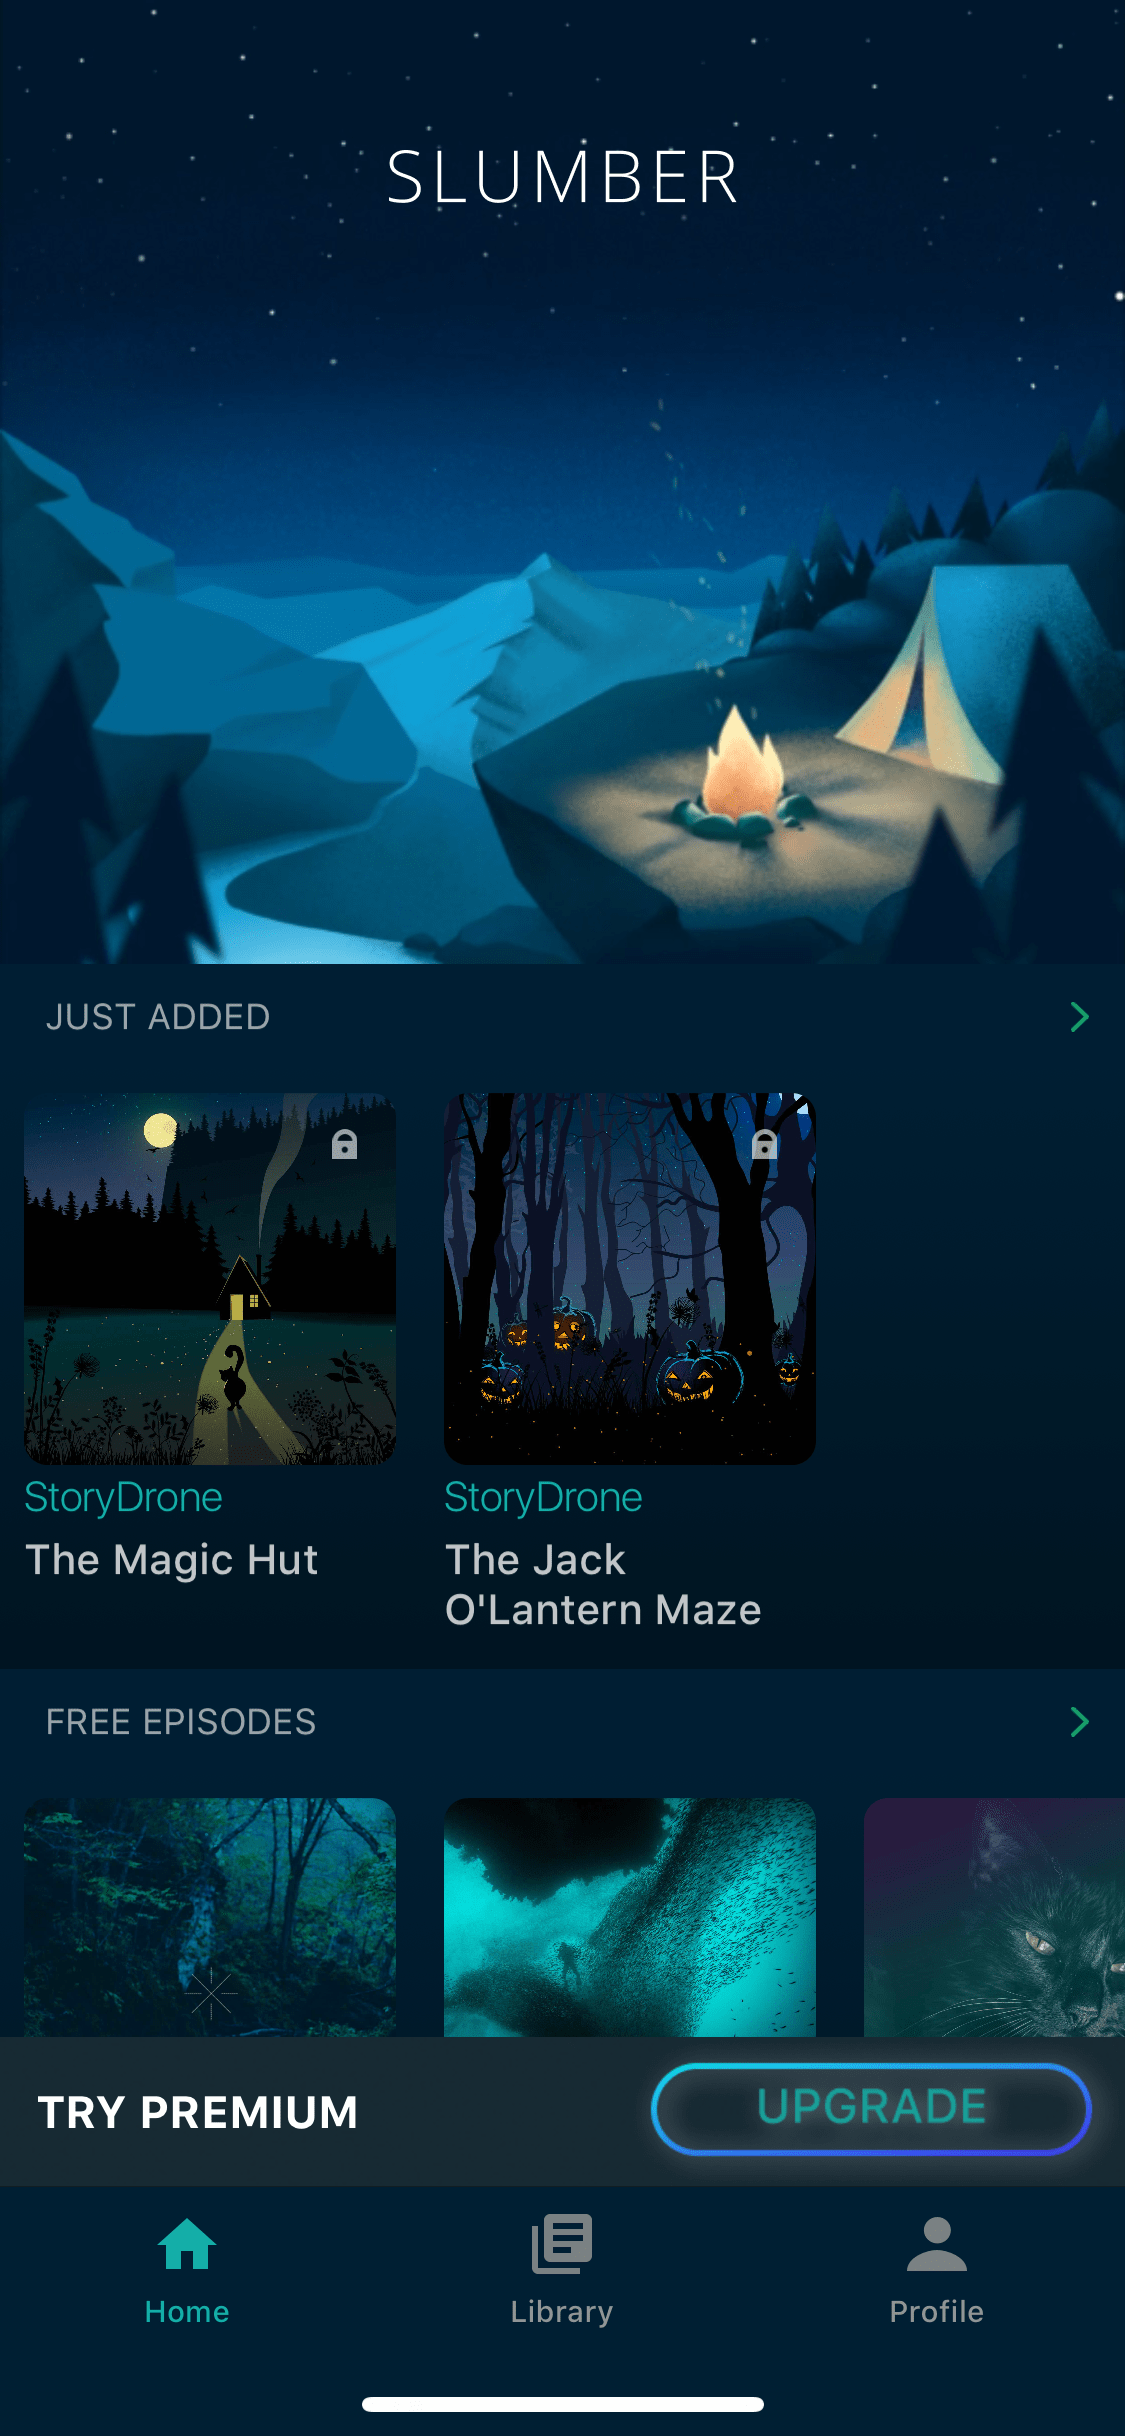 SLUMBER
JUST ADDED
StoryDrone
The Magic Hut
StoryDrone
The Jack
O'Lantern Maze
FREE EPISODES
TRY PREMIUM
UPGRADE
Home
Library
Profile